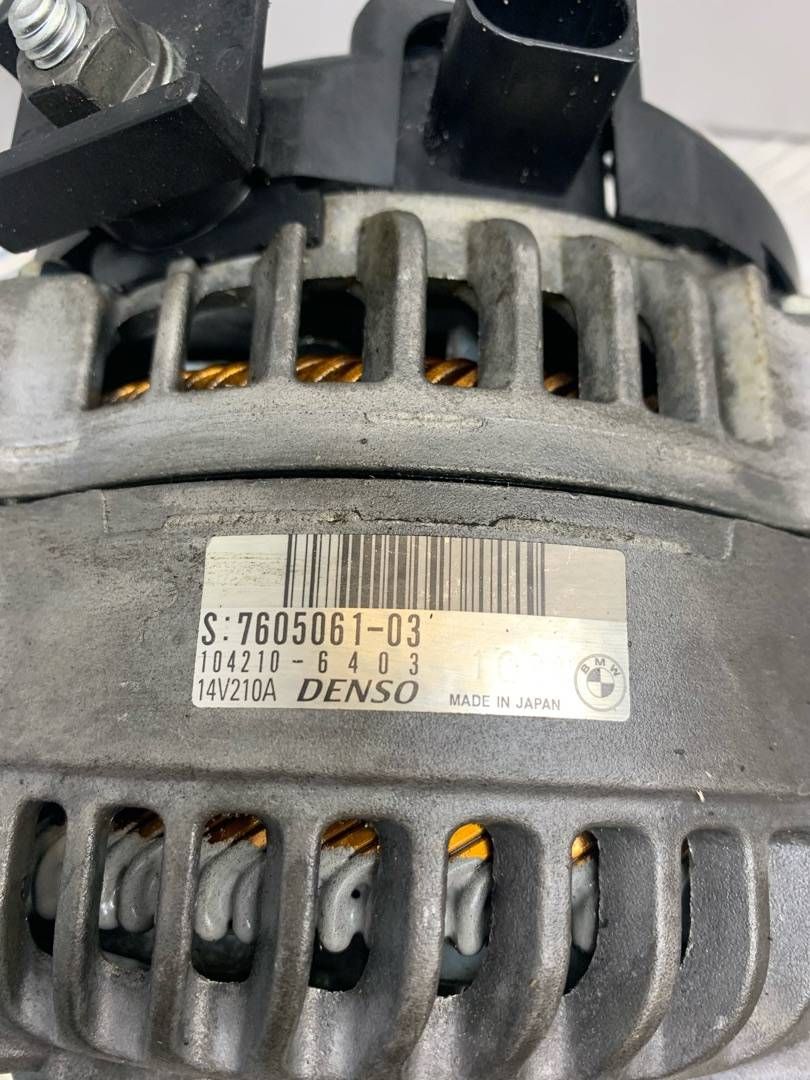 S: 7605061-03
104210-6403
14V210A DENSO MADE IN JAPAN
BMW